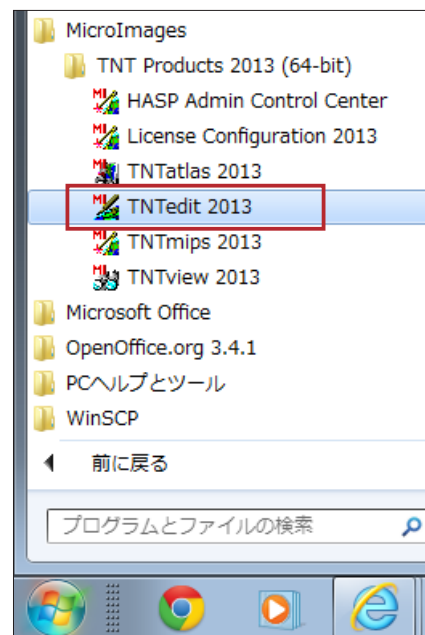 MicroImages
TNT Products 2013 (64-bit)
HASP Admin Control Center
License Configuration 2013
TNTatlas 2013
TNTedit 2013
TNTmips 2013
TNTview 2013
Microsoft Office
OpenOffice.org 3.4.1
PCヘルプとツール
WinSCP
前に戻る
プログラムとファイルの検索